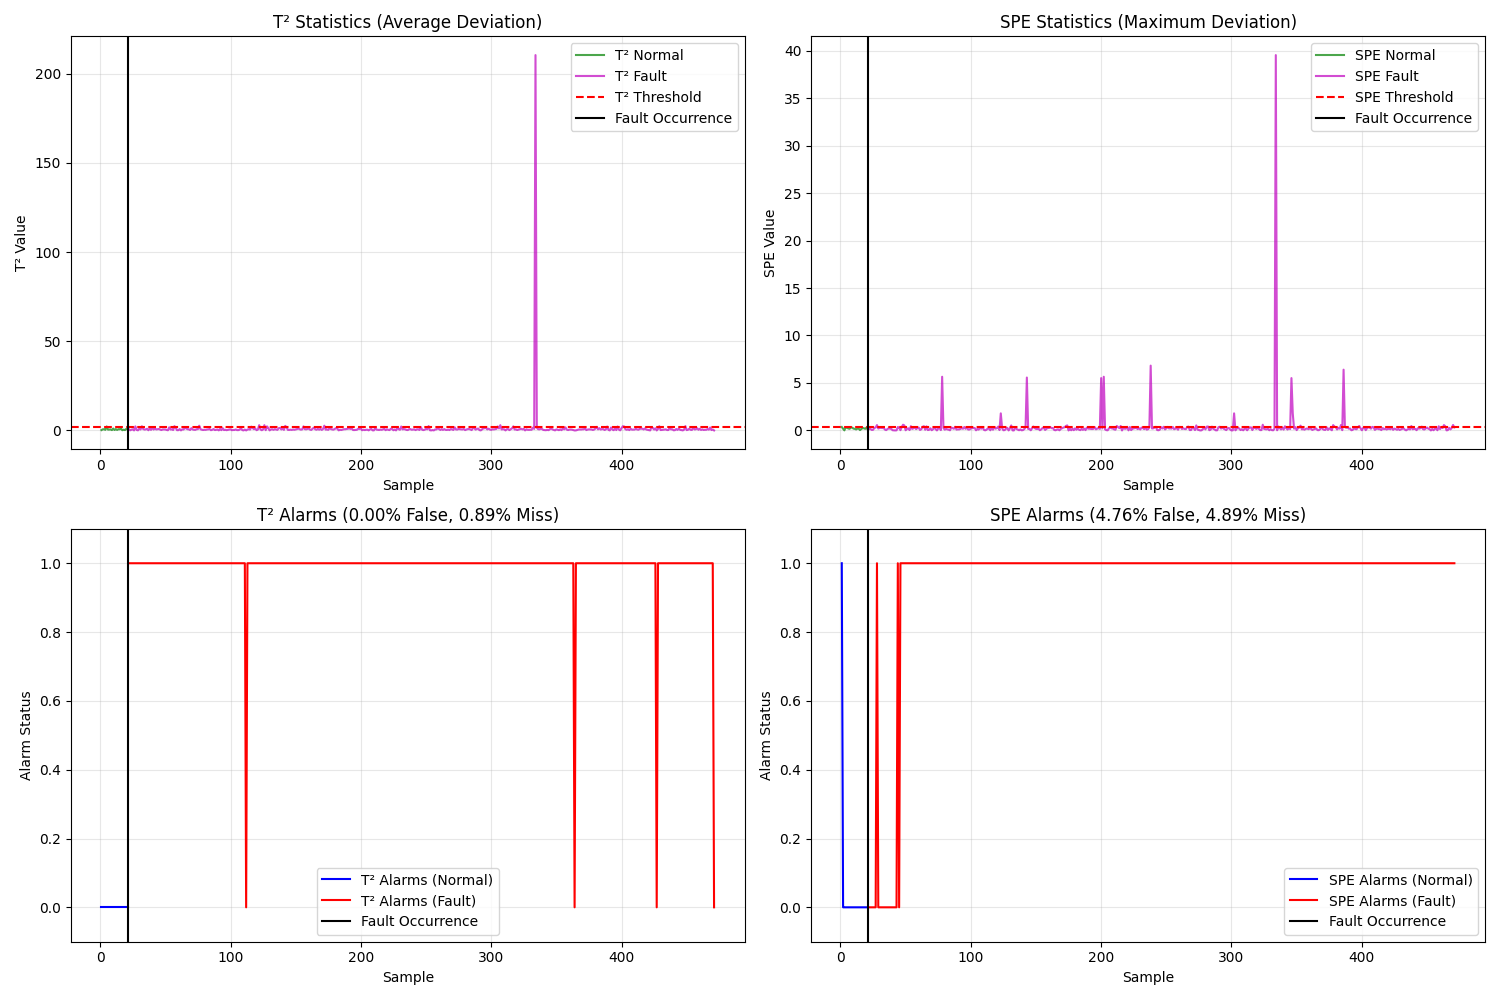 T² Statistics (Average Deviation)
T² Value
200
150
100
50
0
T² Normal
T² Fault
T² Threshold
Fault Occurrence
0 100 200 300 400
Sample
SPE Statistics (Maximum Deviation)
SPE Value
40
35
30
25
20
15
10
5
0
SPE Normal
SPE Fault
SPE Threshold
Fault Occurrence
0 100 200 300 400
Sample
T² Alarms (0.00% False, 0.89% Miss)
Alarm Status
1.0
0.8
0.6
0.4
0.2
0.0
T² Alarms (Normal)
T² Alarms (Fault)
Fault Occurrence
0 100 200 300 400
Sample
SPE Alarms (4.76% False, 4.89% Miss)
Alarm Status
1.0
0.8
0.6
0.4
0.2
0.0
SPE Alarms (Normal)
SPE Alarms (Fault)
Fault Occurrence
0 100 200 300 400
Sample